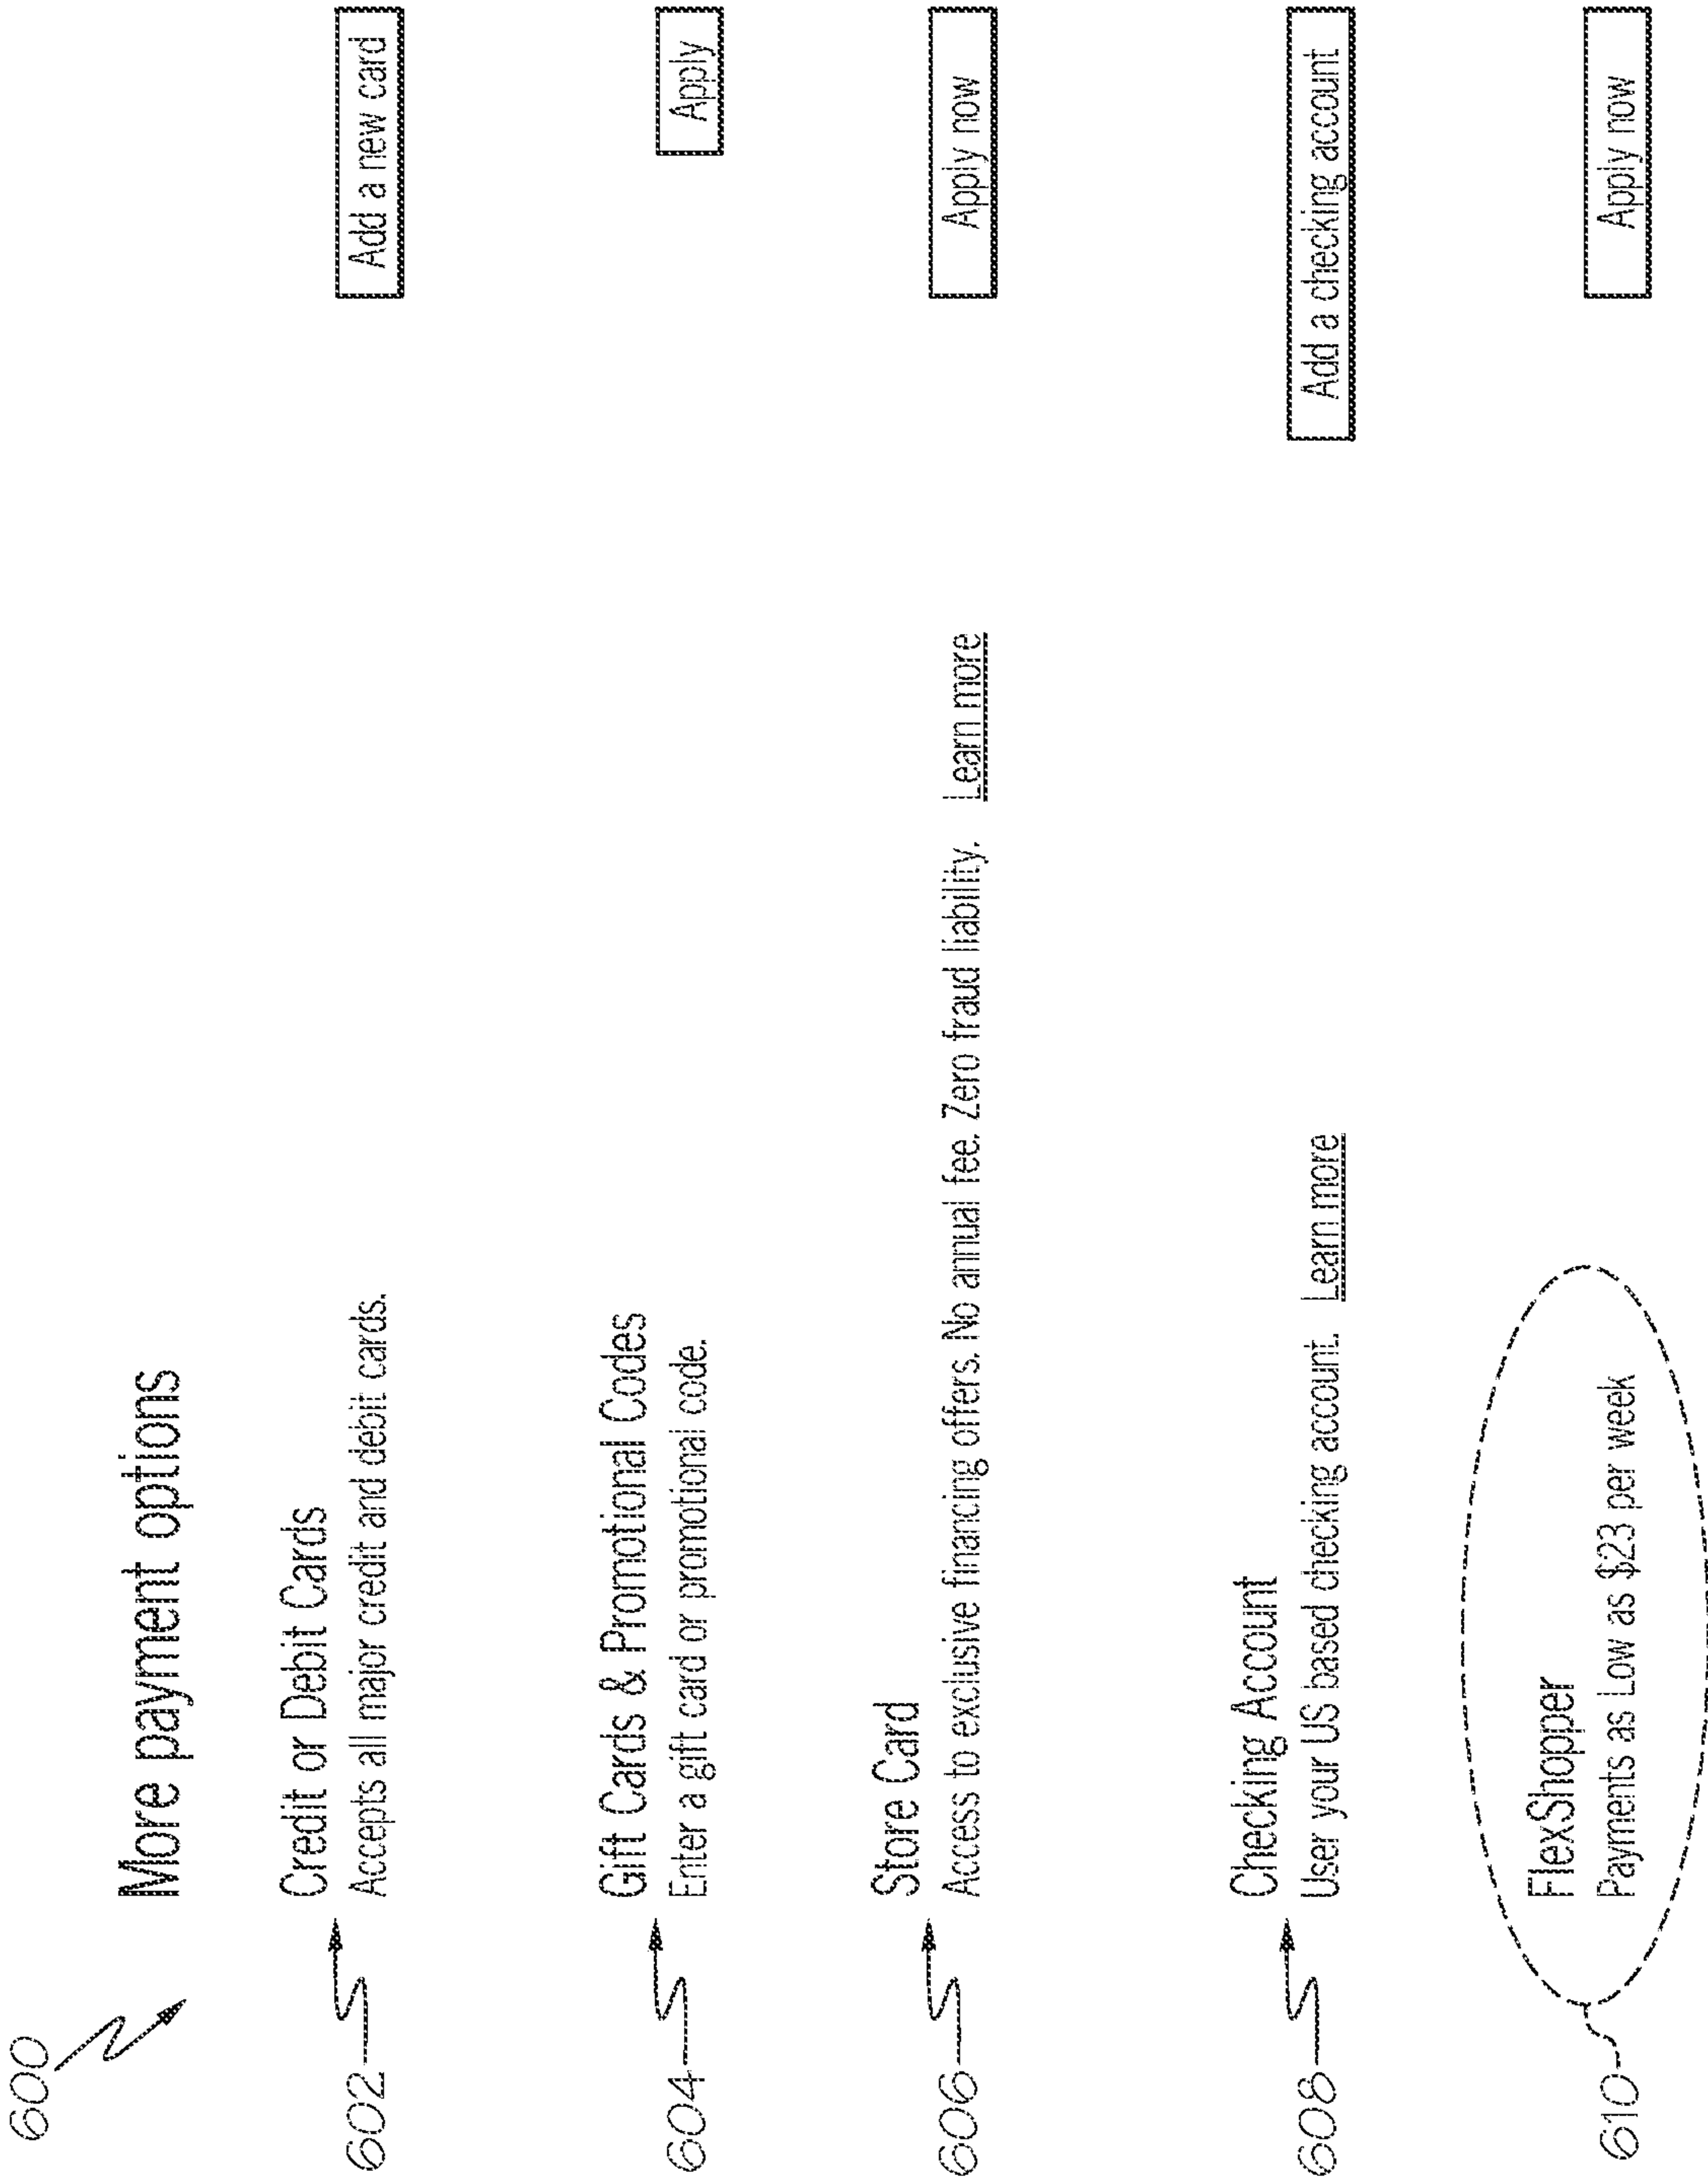 600
More payment options
602
Credit or Debit Cards
Accepts all major credit and debit cards.
Add a new card
604
Gift Cards & Promotional Codes
Enter a gift card or promotional code.
Apply
606
Store Card
Access to exclusive financing offers. No annual fee. Zero fraud liability. Learn more
Apply now
608
Checking Account
User your US based checking account. Learn more
Add a checking account
610
FlexShopper
Payments as Low as $23 per week
Apply now